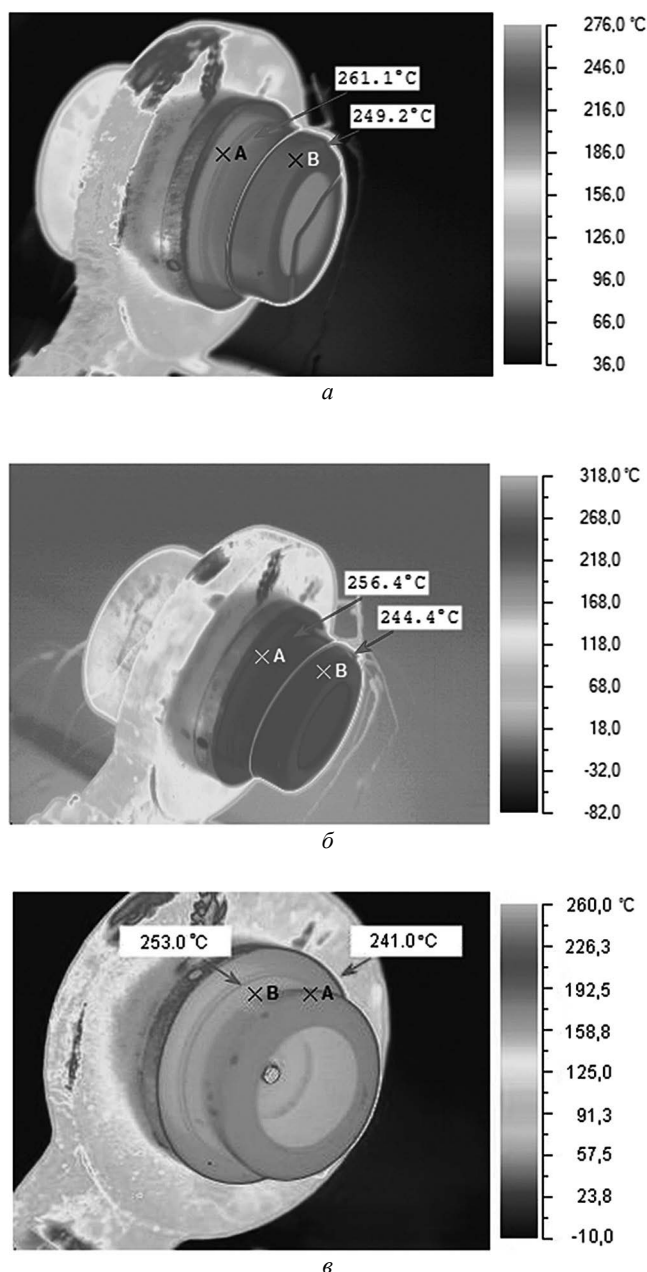 276.0 °C
261.1°C
246.0
249.2°C
216.0
A
B
186.0
156.0
126.0
96.0
66.0
36.0
а
318.0 °C
268.0
256.4°C
218.0
244.4°C
168.0
A
B
118.0
68.0
18.0
-32.0
-82.0
б
260,0 °C
253.0 °C
241.0°C
226,3
B
A
192,5
158,8
125,0
91,3
57,5
23,8
-10,0
в